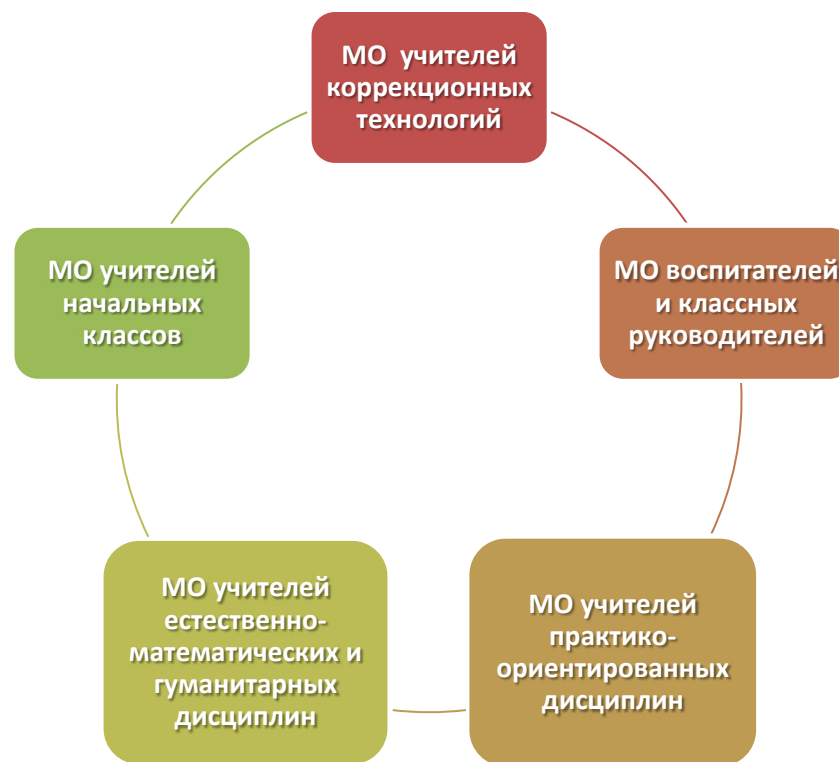 МО учителей
коррекционных
технологий
МО воспитателей
и классных
руководителей
МО учителей
практико-
ориентированных
дисциплин
МО учителей
естественно-
математических и
гуманитарных
дисциплин
МО учителей
начальных
классов